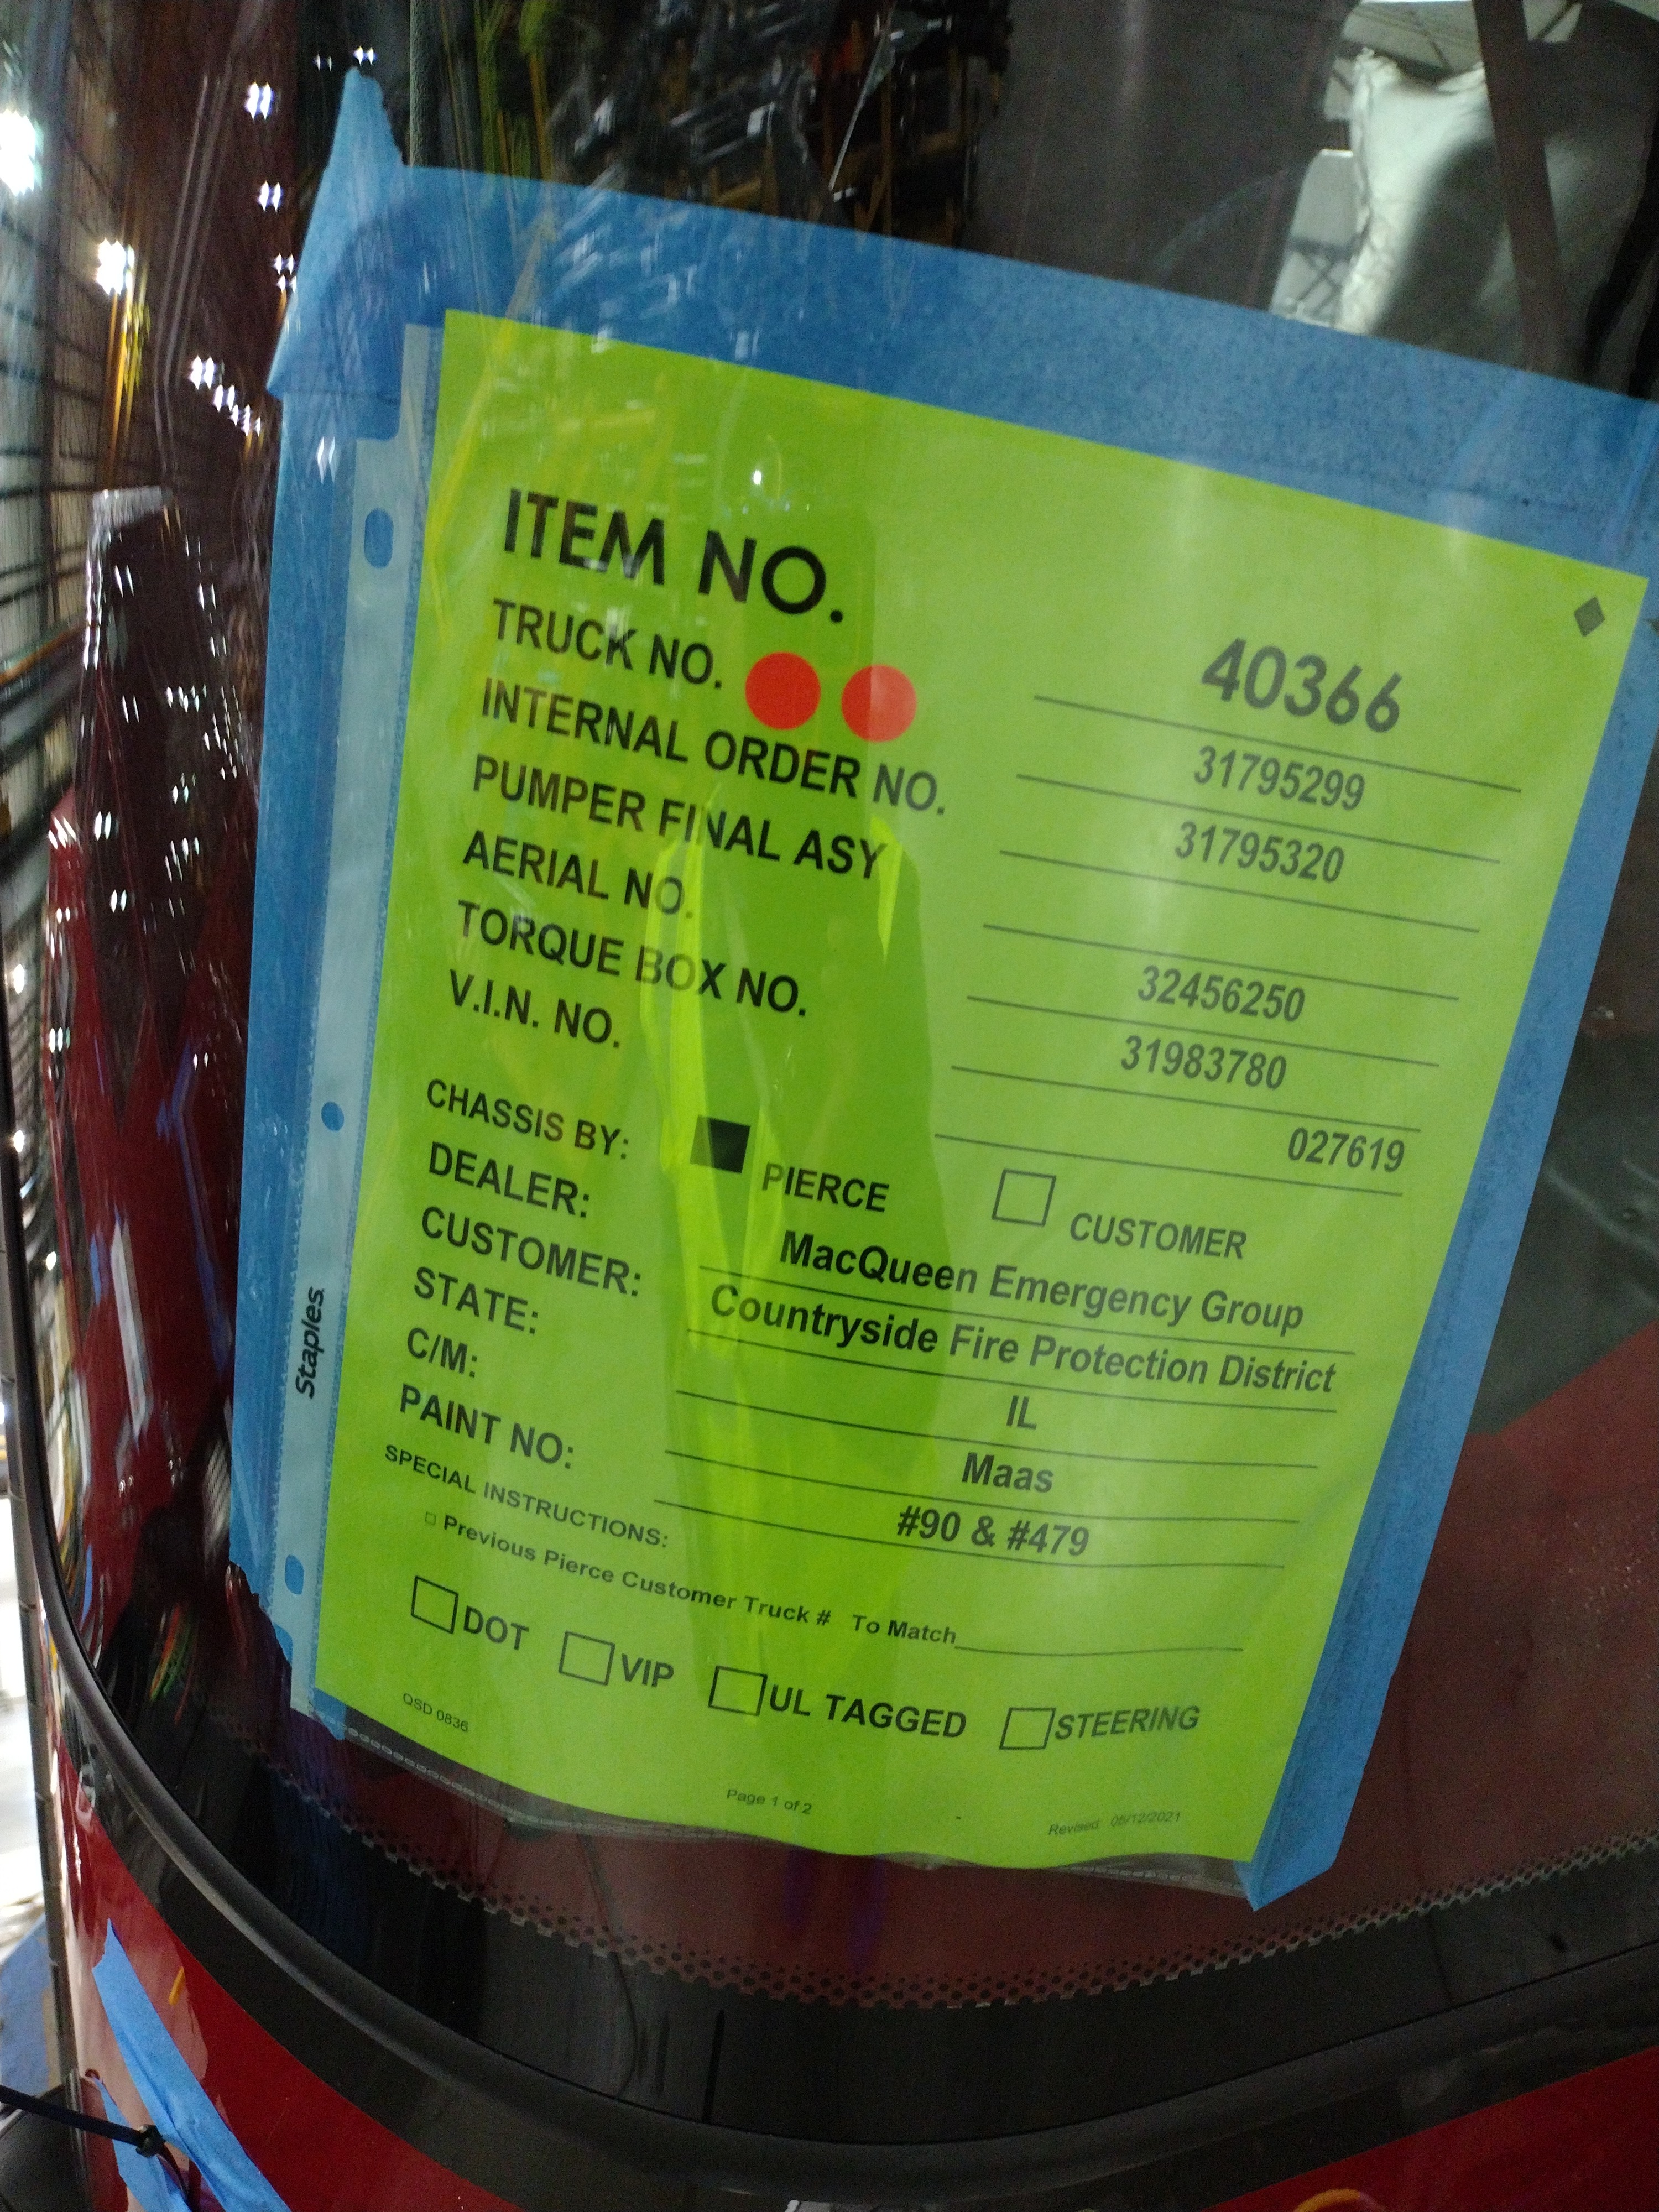 ITEM NO. 40366
TRUCK NO. 31795299
INTERNAL ORDER NO. 31795320
PUMPER FINAL ASY
AERIAL NO. 32456250
TORQUE BOX NO. 31983780
V.I.N. NO. 027619
CHASSIS BY: PIERCE CUSTOMER
DEALER: MacQueen Emergency Group
CUSTOMER: Countryside Fire Protection District
STATE: IL
C/M: Maas
PAINT NO: #90 & #479
SPECIAL INSTRUCTIONS:
Previous Pierce Customer Truck # To Match
DOT VIP UL TAGGED STEERING
QSD 0836 Page 1 of 2 Revised 05/12/2021
Staples.